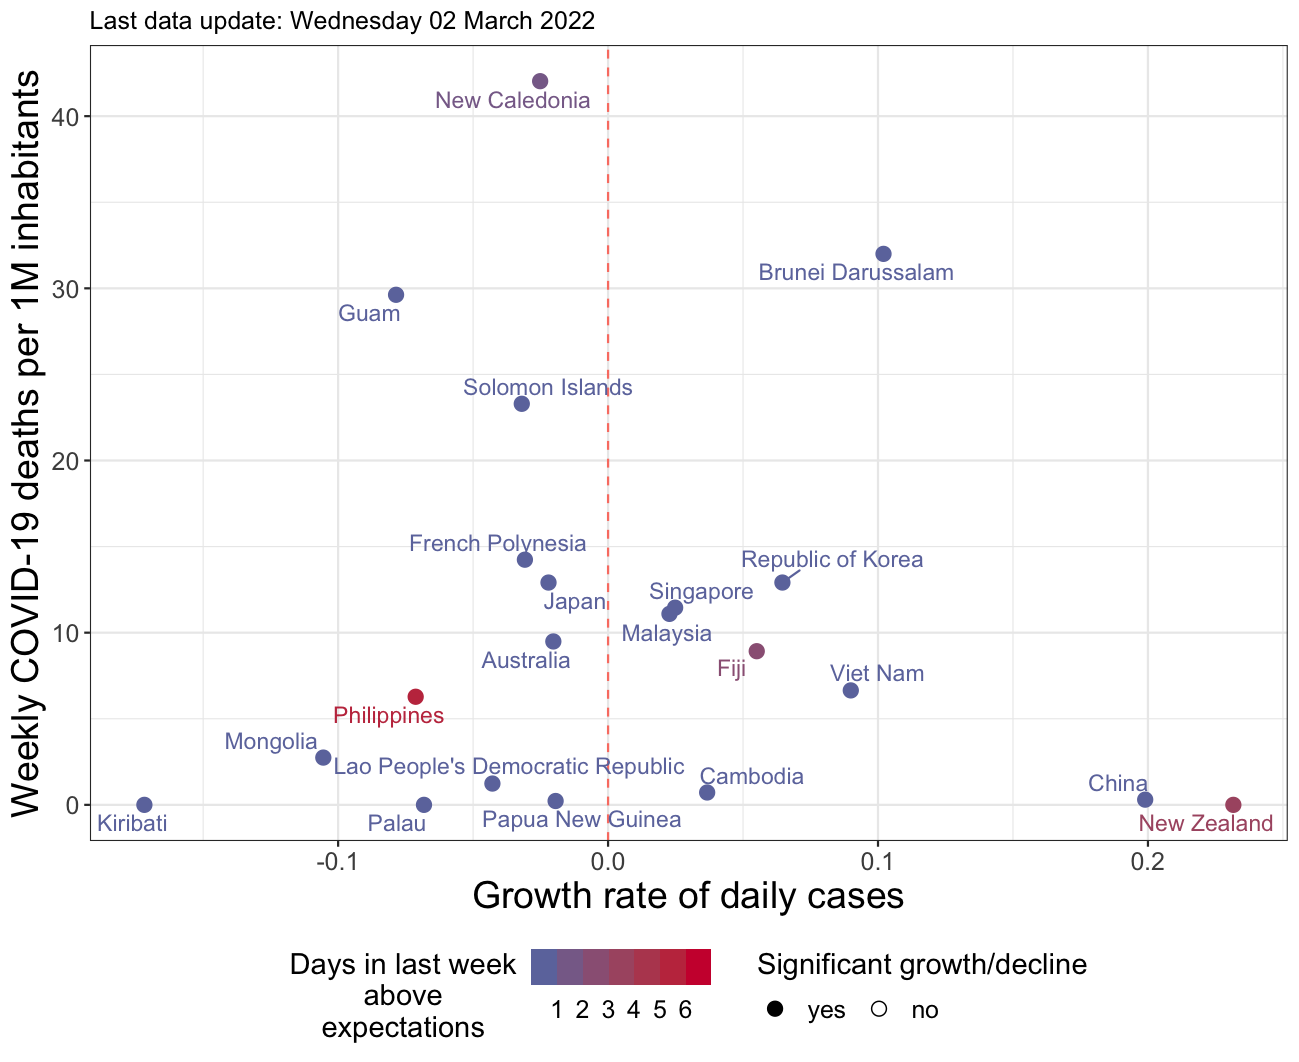 Last data update: Wednesday 02 March 2022
Weekly COVID-19 deaths per 1M inhabitants
40
30
20
10
0
New Caledonia
Brunei Darussalam
Guam
Solomon Islands
French Polynesia
Republic of Korea
Singapore
Japan
Malaysia
Australia
Fiji
Viet Nam
Philippines
Mongolia
Lao People's Democratic Republic
Cambodia
China
Kiribati
Palau
Papua New Guinea
New Zealand
-0.1
0.0
0.1
0.2
Growth rate of daily cases
Days in last week
above
expectations
1 2 3 4 5 6
Significant growth/decline
yes
no